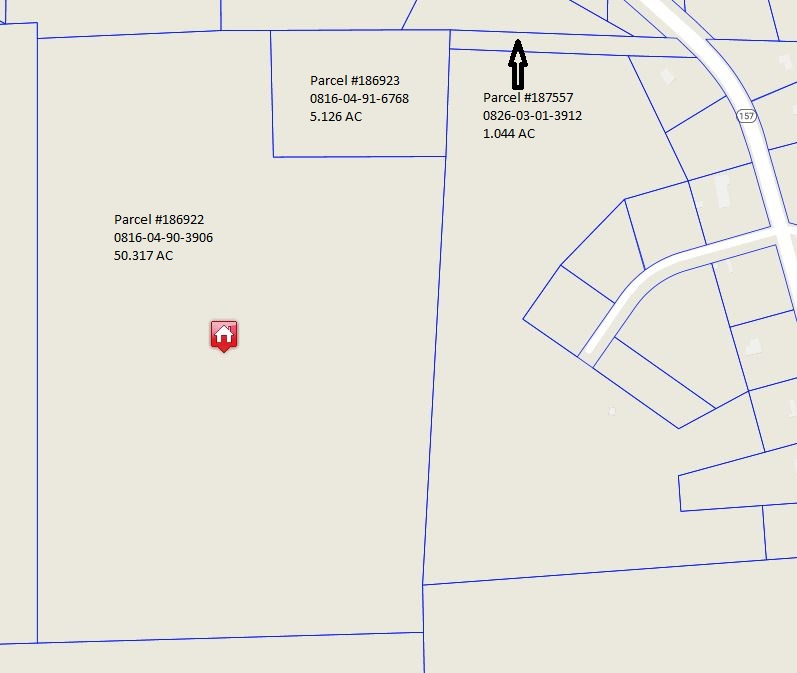 Parcel #186923
0816-04-91-6768
5.126 AC
Parcel #187557
0826-03-01-3912
1.044 AC
157
Parcel #186922
0816-04-90-3906
50.317 AC